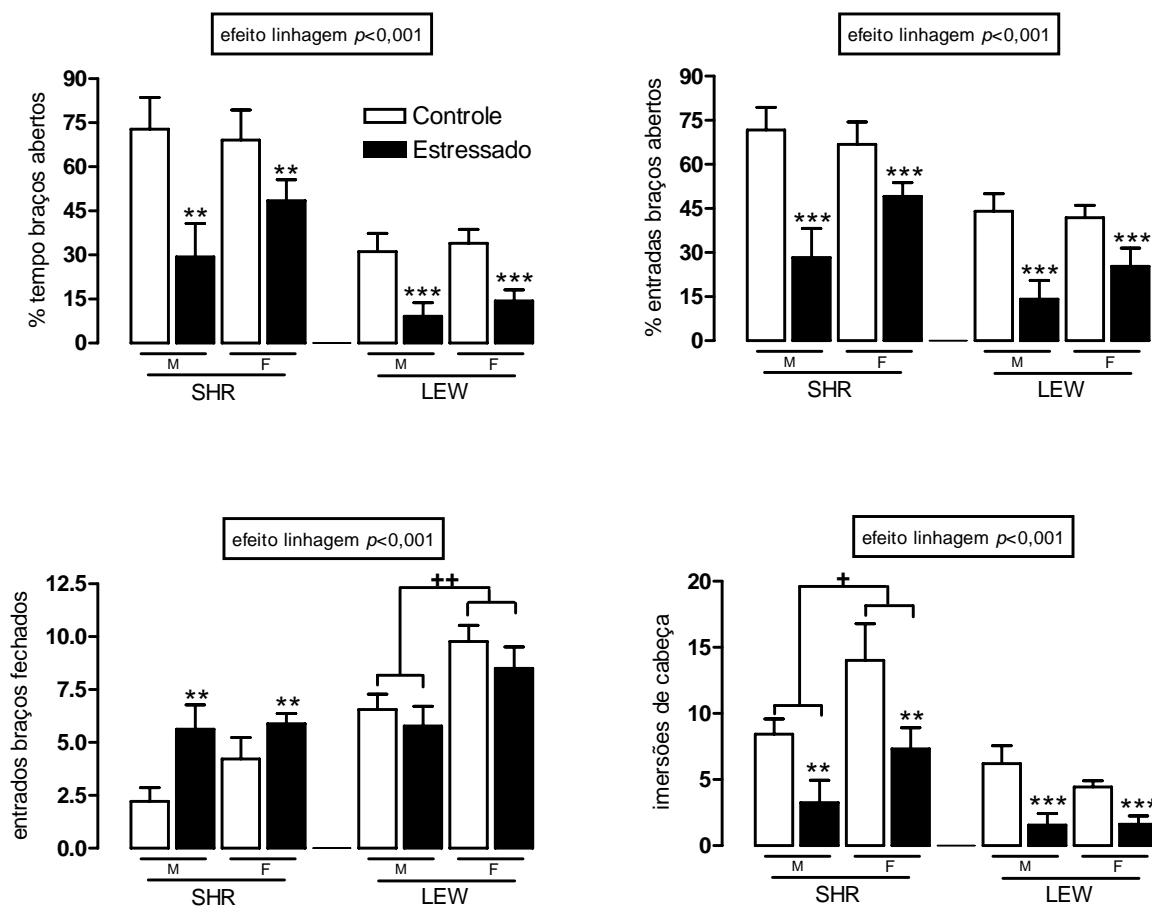 efeito linhagem p<0,001
% tempo braços abertos
90
75
60
45
30
15
0
Controle
Estressado
**
**
***
***
M
F
M
F
SHR
LEW
efeito linhagem p<0,001
% entradas braços abertos
90
75
60
45
30
15
0
***
***
***
***
M
F
M
F
SHR
LEW
efeito linhagem p<0,001
entrados braços fechados
12.5
10.0
7.5
5.0
2.5
0.0
**
**
++
M
F
M
F
SHR
LEW
efeito linhagem p<0,001
imersões de cabeça
20
15
10
5
0
+
**
**
***
***
M
F
M
F
SHR
LEW